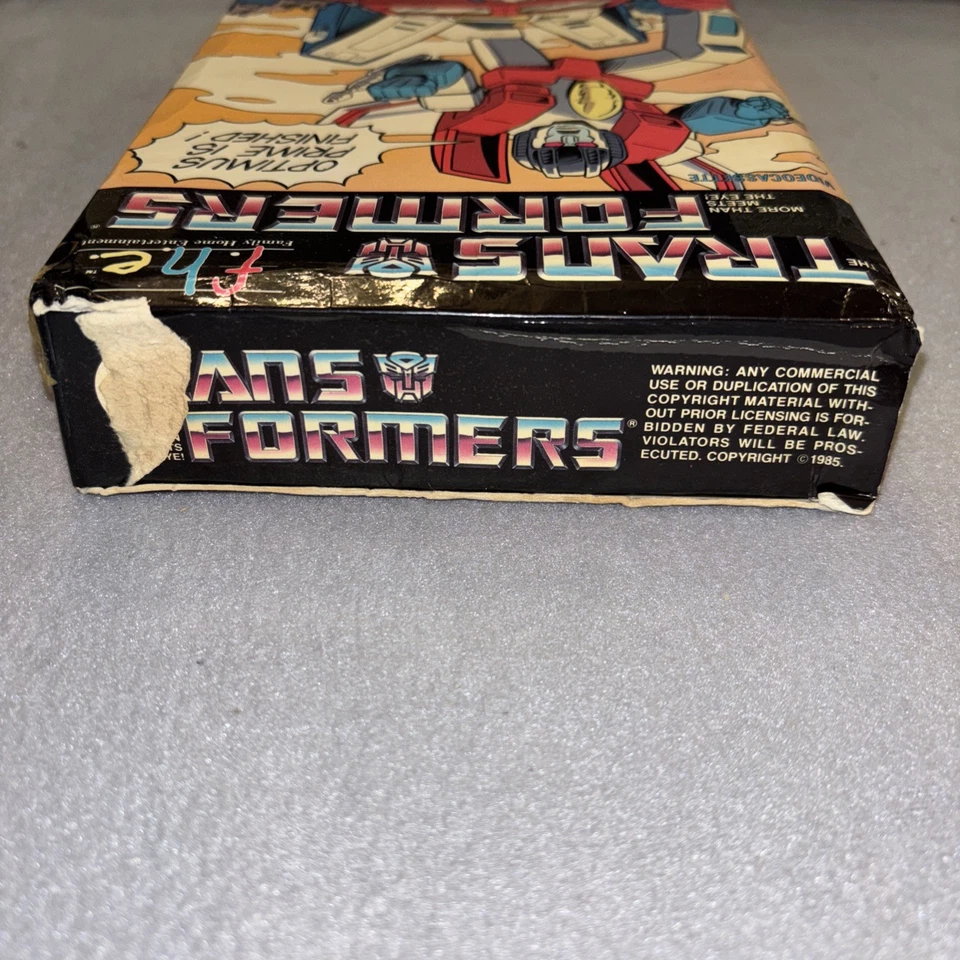 OPTIMUS
PRIME IS
FINISHED!
VIDEOCASSETTE
MORE THAN
MEETS
THE EYE!
THE TRANS
FORMERS
f.h.e.™
Family Home Entertainment
ANS
FORMERS®
WARNING: ANY COMMERCIAL
USE OR DUPLICATION OF THIS
COPYRIGHT MATERIAL WITH-
OUT PRIOR LICENSING IS FOR-
BIDDEN BY FEDERAL LAW.
VIOLATORS WILL BE PROS-
ECUTED. COPYRIGHT © 1985.